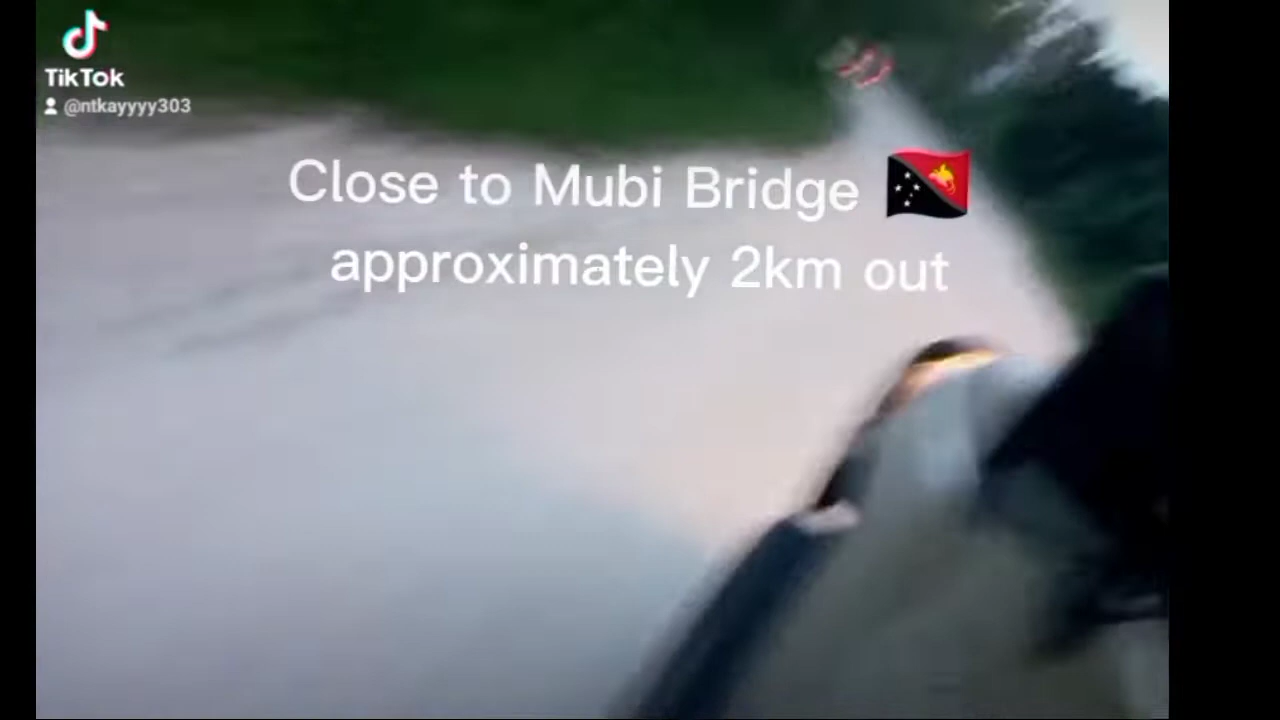 TikTok
@ntkayyyy303
Close to Mubi Bridge 🇵🇬
approximately 2km out